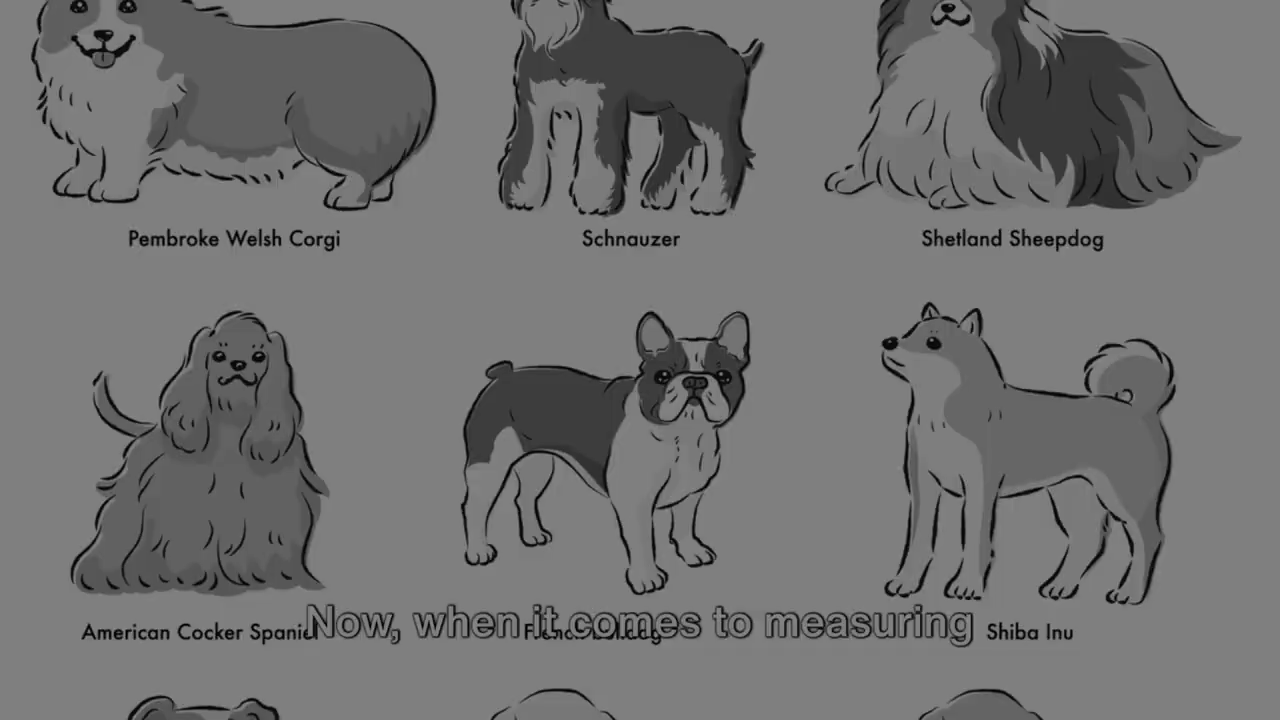 Pembroke Welsh Corgi
Schnauzer
Shetland Sheepdog
American Cocker Spaniel
Shiba Inu
Now, when it comes to measuring